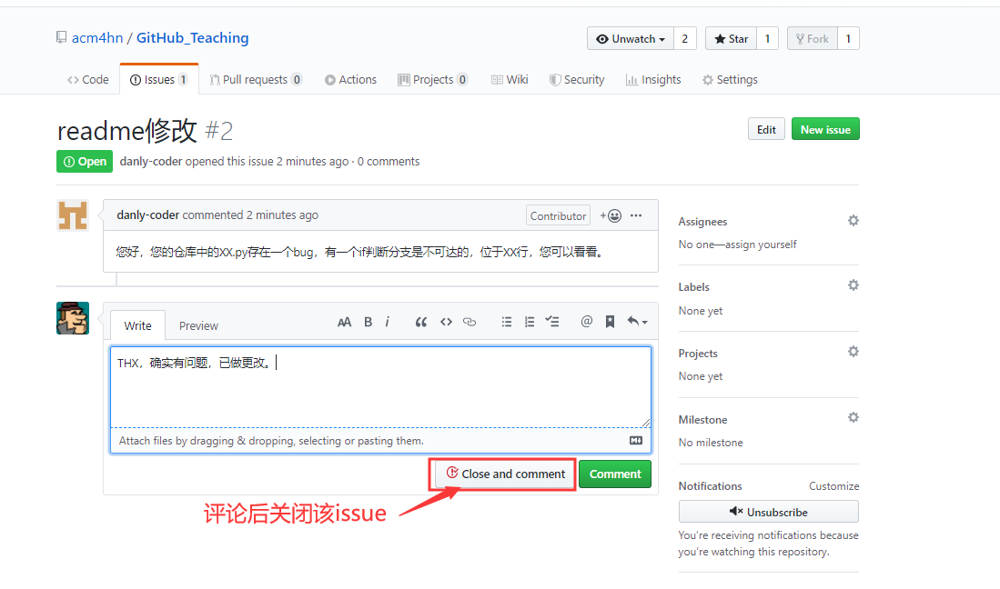 acm4hn / GitHub_Teaching
Unwatch 2 Star 1 Fork 1
Code Issues 1 Pull requests 0 Actions Projects 0 Wiki Security Insights Settings
readme修改 #2
Edit New issue
Open danly-coder opened this issue 2 minutes ago · 0 comments
danly-coder commented 2 minutes ago Contributor
您好，您的仓库中的XX.py存在一个bug，有一个if判断分支是不可达的，位于XX行，您可以看看。
Write Preview AA B i
THX，确实有问题，已做更改。
Attach files by dragging & dropping, selecting or pasting them.
Close and comment Comment
评论后关闭该issue
Assignees
No one—assign yourself
Labels
None yet
Projects
None yet
Milestone
No milestone
Notifications Customize
Unsubscribe
You're receiving notifications because
you're watching this repository.